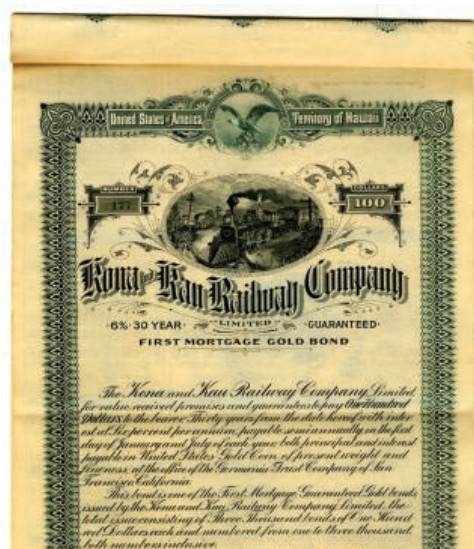 United States of America Territory of Hawaii
NUMBER DOLLARS
177 100
Kona and Kau Railway Company
LIMITED
6% 30 YEAR GUARANTEED
FIRST MORTGAGE GOLD BOND
The Kona and Kau Railway Company, Limited,
for value received promises and guarantees to pay One Hundred
Dollars to the bearer Thirty years from the date hereof with inter
est at Six per cent per annum, payable semi-annually on the first
day of January and July of each year, both principal and interest
payable in United States Gold Coin of present weight and
fineness, at the office of the Germania Trust Company of San
Francisco California.
This bond is one of the First Mortgage Guaranteed Gold bonds
issued by the Kona and Kau Railway Company Limited, the
total issue consisting of Three Thousand bonds of One Hund
red Dollars each and numbered from one to three thousand,
both numbers inclusive.